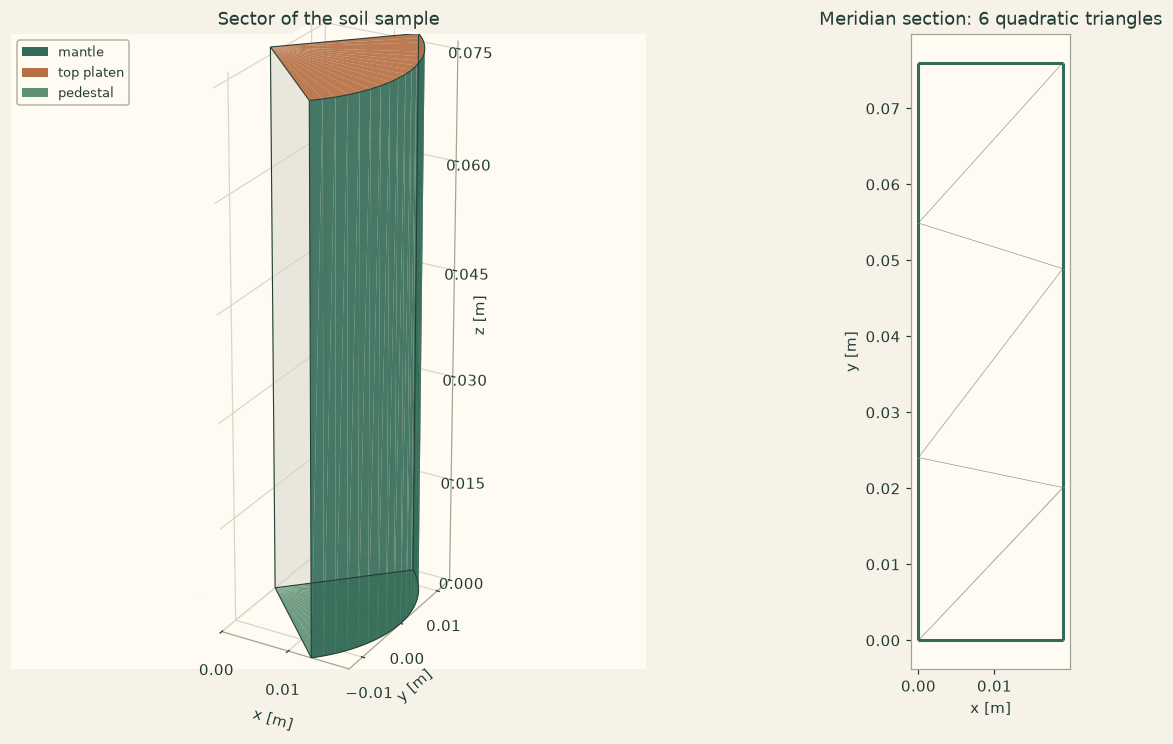 Sector of the soil sample
mantle
top platen
pedestal
0.075
0.060
0.045
z [m]
0.030
0.015
0.000
0.01
0.00
−0.01
y [m]
0.00
0.01
x [m]
Meridian section: 6 quadratic triangles
0.07
0.06
0.05
0.04
y [m]
0.03
0.02
0.01
0.00
0.00 0.01
x [m]